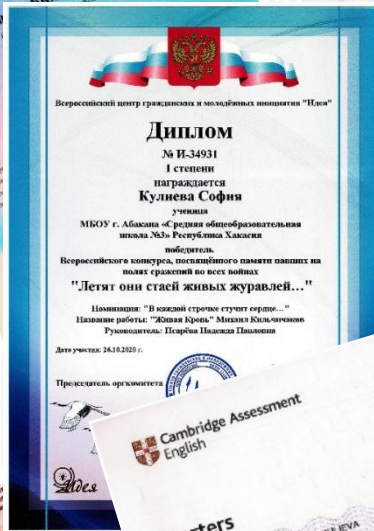 Всероссийский центр гражданских и молодёжных инициатив "Идея"
Диплом
№ И-34931
I степени
награждается
Кулиева София
ученица
МБОУ г. Абакана «Средняя общеобразовательная
школа №3» Республика Хакасия
победитель
Всероссийского конкурса, посвящённого памяти павших на
полях сражений во всех войнах
"Летят они стаей живых журавлей…"
Номинация: "В каждой строчке стучит сердце…"
Название работы: "Живая Кровь" Михаил Кильчичаков
Руководитель: Псарёва Надежда Павловна
Дата участия: 26.10.2020 г.
Председатель оргкомитета
Идея
Cambridge Assessment
English